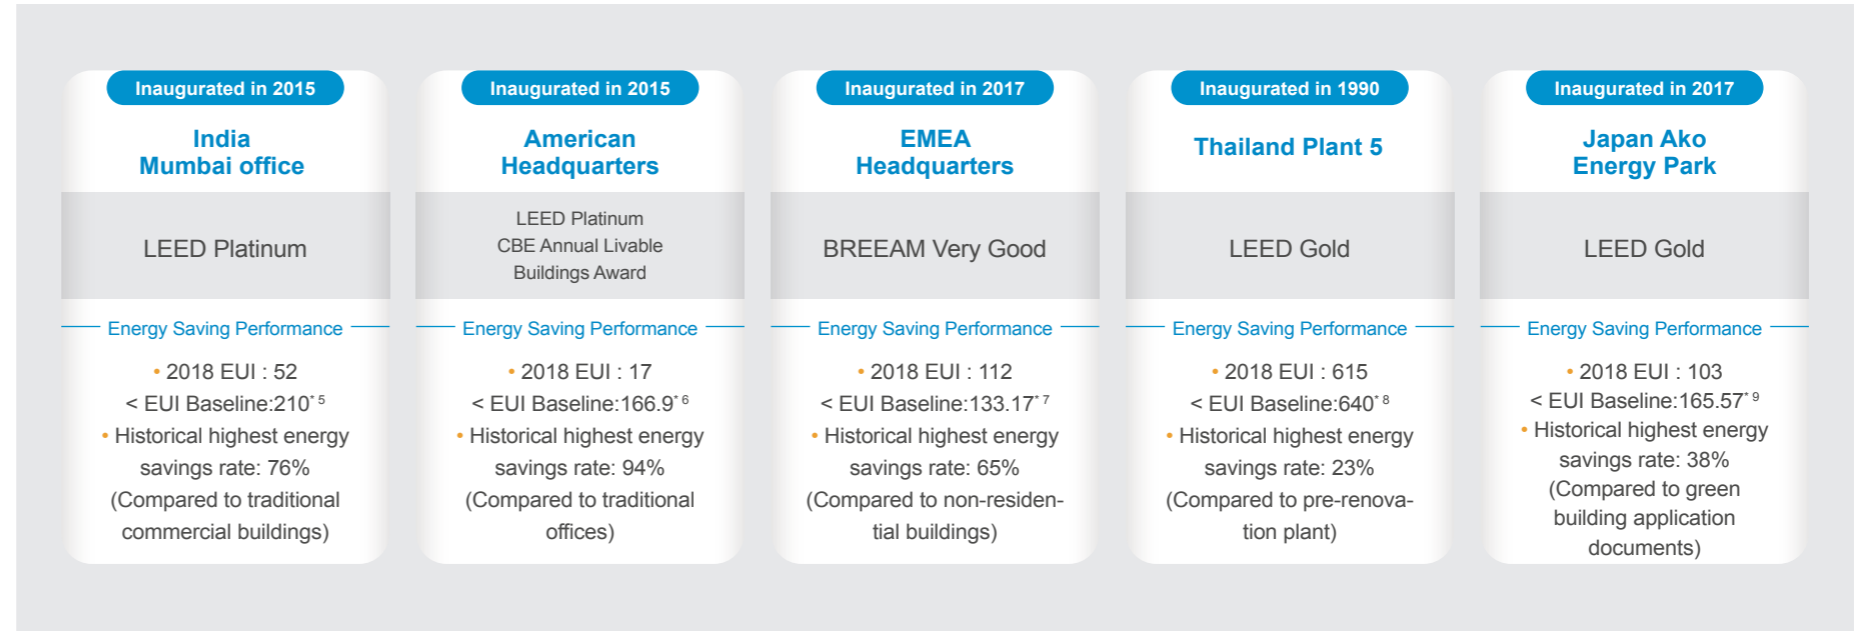 Inaugurated in 2015
India
Mumbai office
LEED Platinum
Energy Saving Performance
• 2018 EUI : 52
< EUI Baseline:210* 5
• Historical highest energy
savings rate: 76%
(Compared to traditional
commercial buildings)
Inaugurated in 2015
American
Headquarters
LEED Platinum
CBE Annual Livable
Buildings Award
Energy Saving Performance
• 2018 EUI : 17
< EUI Baseline:166.9* 6
• Historical highest energy
savings rate: 94%
(Compared to traditional
offices)
Inaugurated in 2017
EMEA
Headquarters
BREEAM Very Good
Energy Saving Performance
• 2018 EUI : 112
< EUI Baseline:133.17* 7
• Historical highest energy
savings rate: 65%
(Compared to non-residen-
tial buildings)
Inaugurated in 1990
Thailand Plant 5
LEED Gold
Energy Saving Performance
• 2018 EUI : 615
< EUI Baseline:640* 8
• Historical highest energy
savings rate: 23%
(Compared to pre-renova-
tion plant)
Inaugurated in 2017
Japan Ako
Energy Park
LEED Gold
Energy Saving Performance
• 2018 EUI : 103
< EUI Baseline:165.57* 9
• Historical highest energy
savings rate: 38%
(Compared to green
building application
documents)